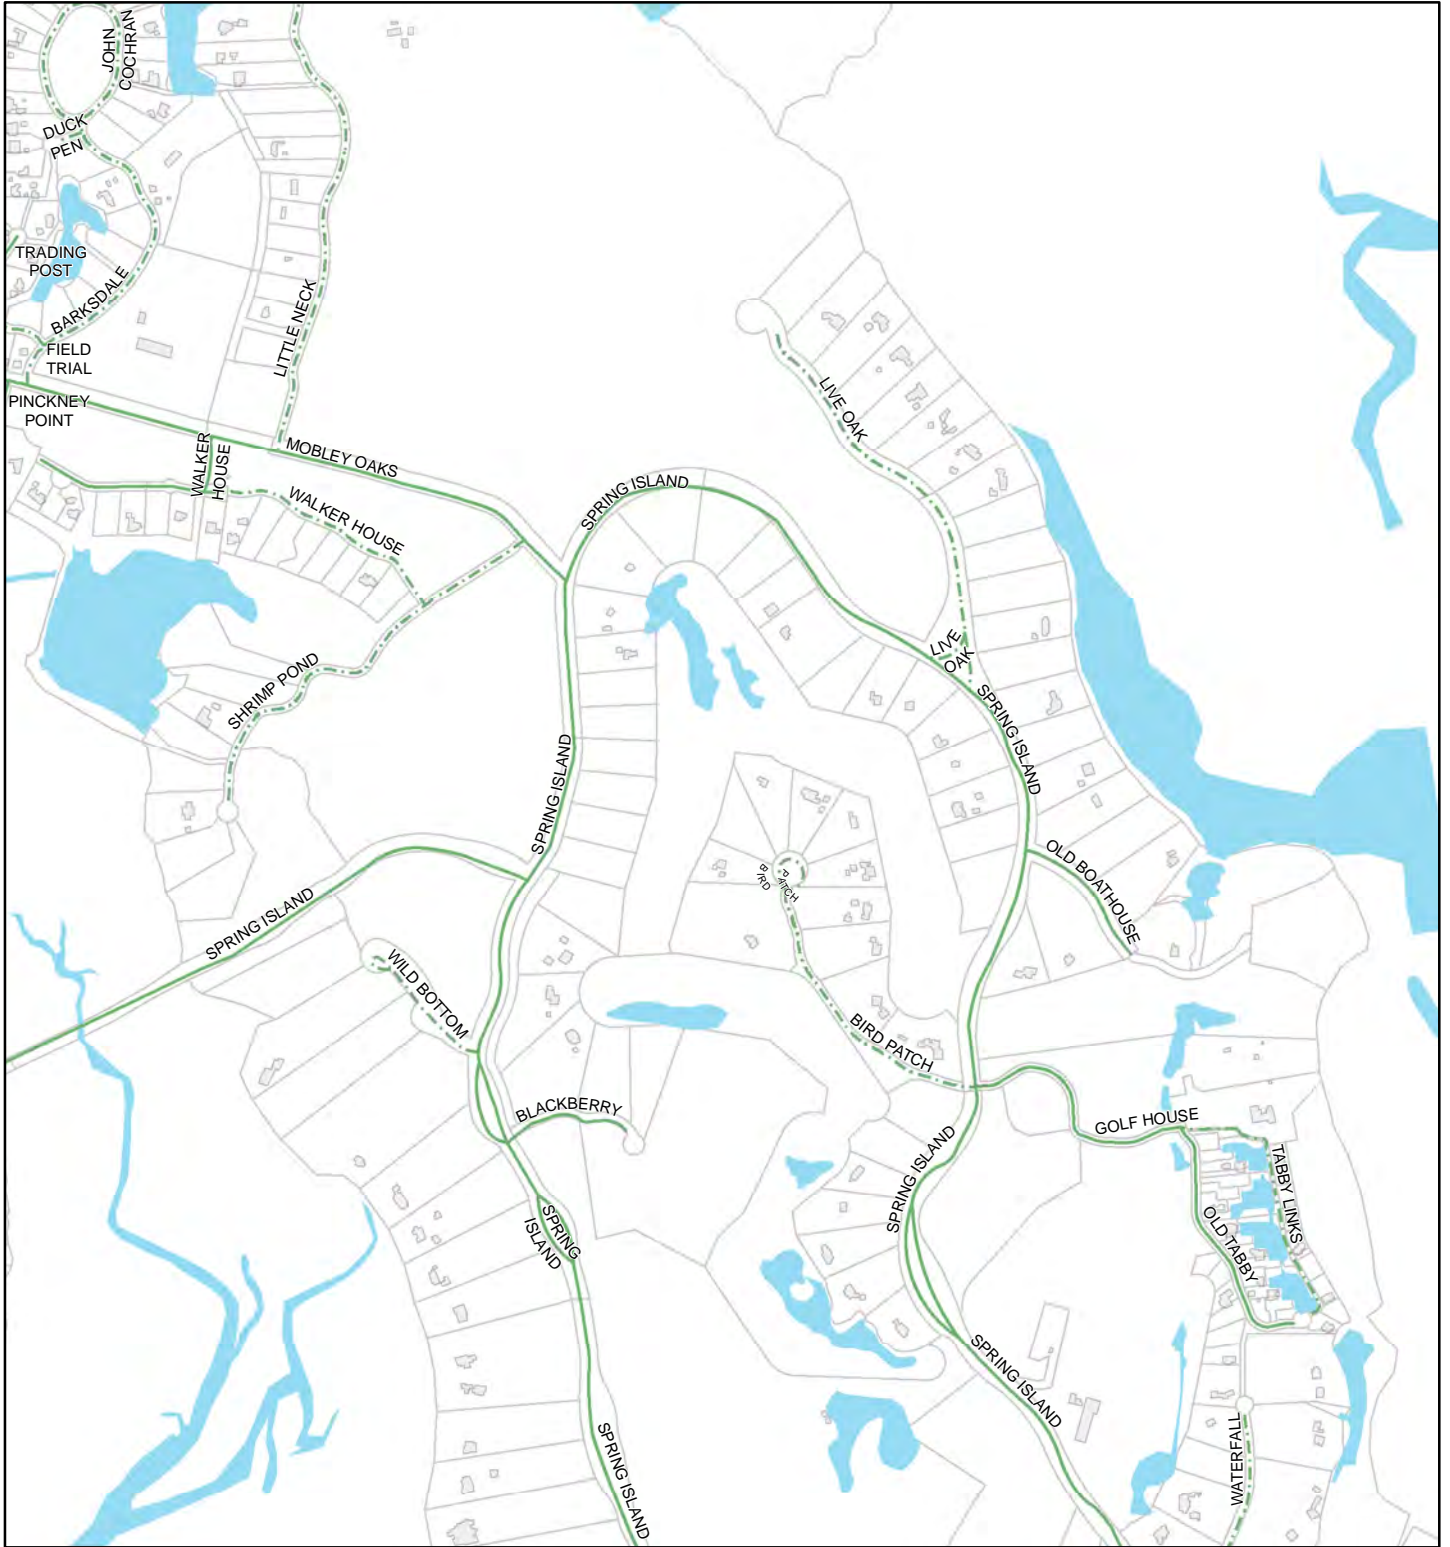 JOHN
COCHRAN
DUCK
PEN
TRADING
POST
BARKSDALE
LITTLE NECK
FIELD
TRIAL
PINCKNEY
POINT
LIVE OAK
WALKER
HOUSE
MOBLEY OAKS
SPRING ISLAND
WALKER HOUSE
LIVE
OAK
SHRIMP POND
SPRING ISLAND
SPRING ISLAND
OLD BOATHOUSE
BIRD
PATCH
SPRING ISLAND
WILD BOTTOM
BIRD PATCH
BLACKBERRY
GOLF HOUSE
SPRING ISLAND
TABBY LINKS
SPRING
ISLAND
OLD TABBY
SPRING ISLAND
WATERFALL
SPRING ISLAND